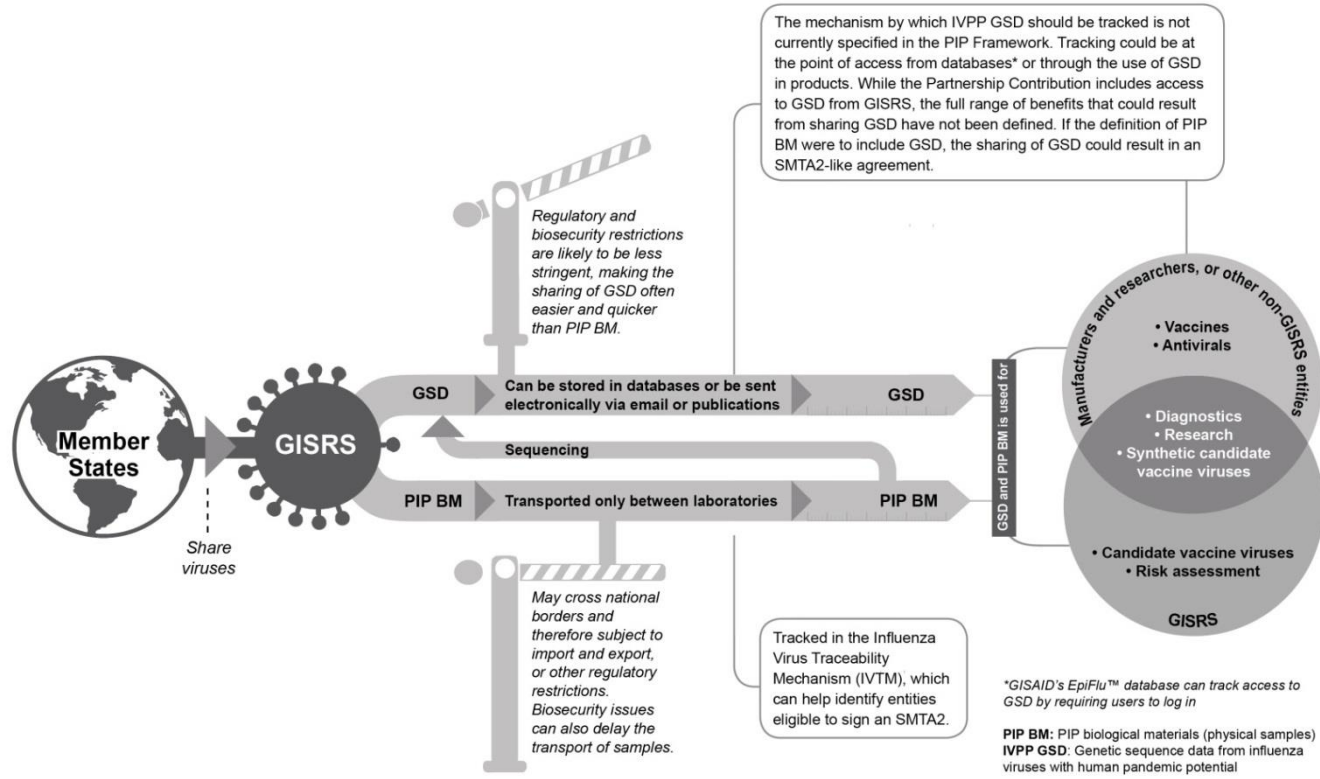 The mechanism by which IVPP GSD should be tracked is not
currently specified in the PIP Framework. Tracking could be at
the point of access from databases* or through the use of GSD
in products. While the Partnership Contribution includes access
to GSD from GISRS, the full range of benefits that could result
from sharing GSD have not been defined. If the definition of PIP
BM were to include GSD, the sharing of GSD could result in an
SMTA2-like agreement.
Regulatory and
biosecurity restrictions
are likely to be less
stringent, making the
sharing of GSD often
easier and quicker
than PIP BM.
Member
States
Share
viruses
GISRS
GSD
Can be stored in databases or be sent
electronically via email or publications
GSD
Sequencing
PIP BM
Transported only between laboratories
PIP BM
May cross national
borders and
therefore subject to
import and export,
or other regulatory
restrictions.
Biosecurity issues
can also delay the
transport of samples.
Tracked in the Influenza
Virus Traceability
Mechanism (IVTM), which
can help identify entities
eligible to sign an SMTA2.
GSD and PIP BM is used for
Manufacturers and researchers, or other non-GISRS entities
• Vaccines
• Antivirals
• Diagnostics
• Research
• Synthetic candidate
vaccine viruses
• Candidate vaccine viruses
• Risk assessment
GISRS
*GISAID's EpiFlu™ database can track access to
GSD by requiring users to log in
PIP BM: PIP biological materials (physical samples)
IVPP GSD: Genetic sequence data from influenza
viruses with human pandemic potential